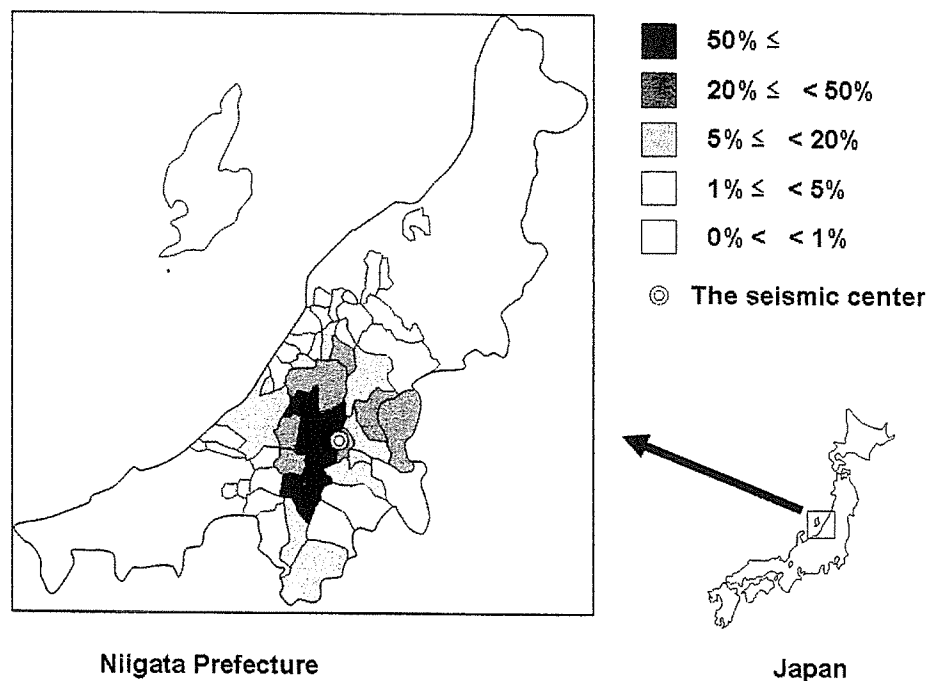 50% ≦
20% ≦ < 50%
5% ≦ < 20%
1% ≦ < 5%
0% < < 1%
The seismic center
Niigata Prefecture
Japan